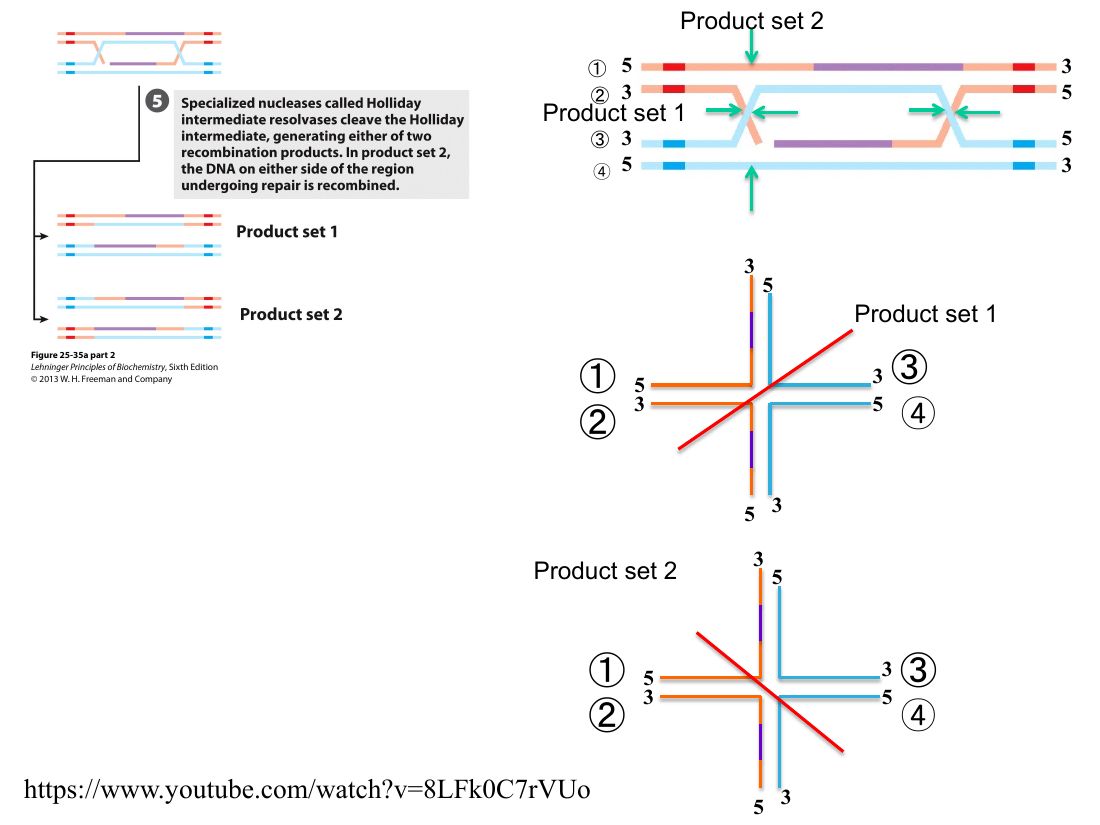 Product set 2
① 5 3
② 3 5
Product set 1
③ 3 5
④ 5 3
5 Specialized nucleases called Holliday
intermediate resolvases cleave the Holliday
intermediate, generating either of two
recombination products. In product set 2,
the DNA on either side of the region
undergoing repair is recombined.
Product set 1
Product set 2
Figure 25-35a part 2
Lehninger Principles of Biochemistry, Sixth Edition
© 2013 W. H. Freeman and Company
3 5
Product set 1
① 5 3 ③
② 3 5 ④
5 3
Product set 2
3 5
① 5 3 ③
② 3 5 ④
5 3
https://www.youtube.com/watch?v=8LFk0C7rVUo